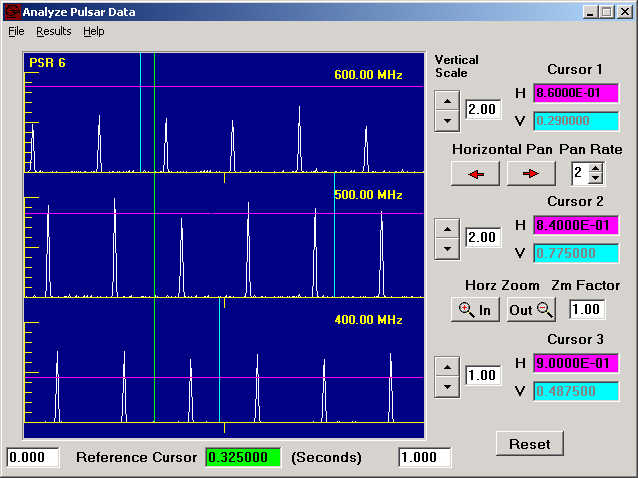 Analyze Pulsar Data
File Results Help
PSR 6
600.00 MHz
500.00 MHz
400.00 MHz
Vertical
Scale
Cursor 1
2.00
H 8.6000E-01
V 0.290000
Horizontal Pan Pan Rate
2
Cursor 2
2.00
H 8.4000E-01
V 0.775000
Horz Zoom Zm Factor
In Out 1.00
Cursor 3
1.00
H 9.0000E-01
V 0.487500
Reset
0.000 Reference Cursor 0.325000 (Seconds) 1.000